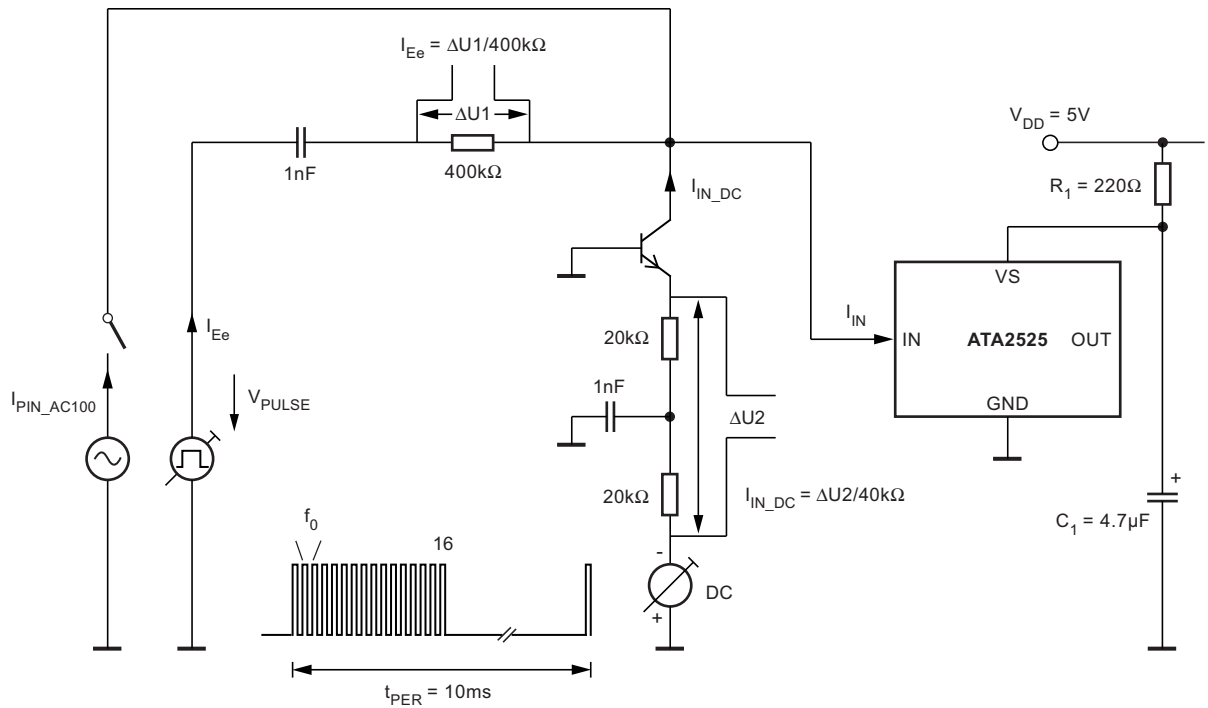 I_Ee = ΔU1/400kΩ
ΔU1
V_DD = 5V
1nF
400kΩ
R_1 = 220Ω
I_IN_DC
VS
I_Ee
20kΩ
I_IN
IN
ATA2525
OUT
1nF
I_PIN_AC100
V_PULSE
ΔU2
GND
20kΩ
I_IN_DC = ΔU2/40kΩ
+
C_1 = 4.7µF
f_0
16
-
DC
+
t_PER = 10ms